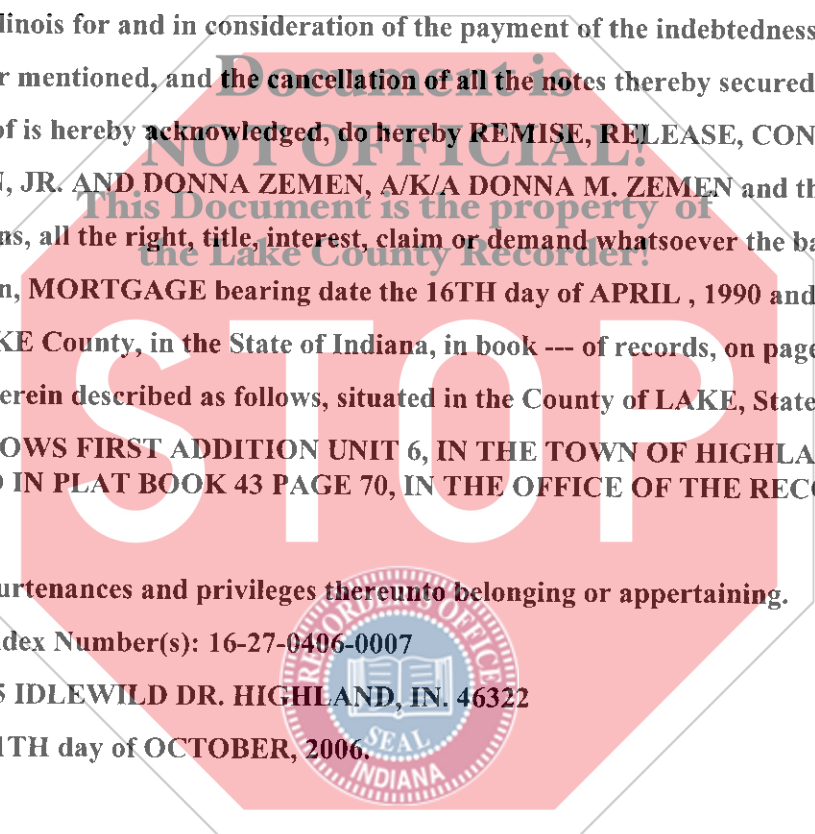 linois for and in consideration of the payment of the indebtedness
r mentioned, and the cancellation of all the notes thereby secured
of is hereby acknowledged, do hereby REMISE, RELEASE, CON
N, JR. AND DONNA ZEMEN, A/K/A DONNA M. ZEMEN and th
ns, all the right, title, interest, claim or demand whatsoever the ba
n, MORTGAGE bearing date the 16TH day of APRIL , 1990 and
KE County, in the State of Indiana, in book --- of records, on page
erein described as follows, situated in the County of LAKE, State
OWS FIRST ADDITION UNIT 6, IN THE TOWN OF HIGHLA
IN PLAT BOOK 43 PAGE 70, IN THE OFFICE OF THE RECO
urtenances and privileges thereunto belonging or appertaining.
dex Number(s): 16-27-0406-0007
5 IDLEWILD DR. HIGHLAND, IN. 46322
1TH day of OCTOBER, 2006.
Document is
NOT OFFICIAL!
This Document is the property of
the Lake County Recorder!
STOP
RECORDER'S OFFICE
SEAL
INDIANA